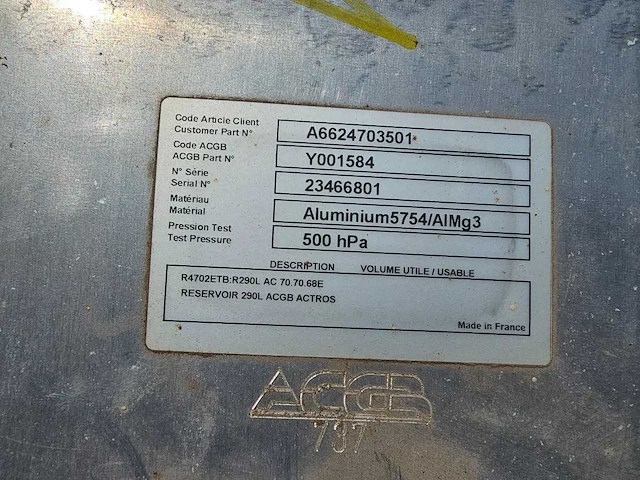 Code Article Client
Customer Part N° A6624703501
Code ACGB
ACGB Part N° Y001584
N° Série
Serial N° 23466801
Matériau
Matérial Aluminium5754/AlMg3
Pression Test
Test Pressure 500 hPa
DESCRIPTION VOLUME UTILE / USABLE
R4702ETB:R290L AC 70.70.68E
RESERVOIR 290L ACGB ACTROS
Made in France
ACGB
737